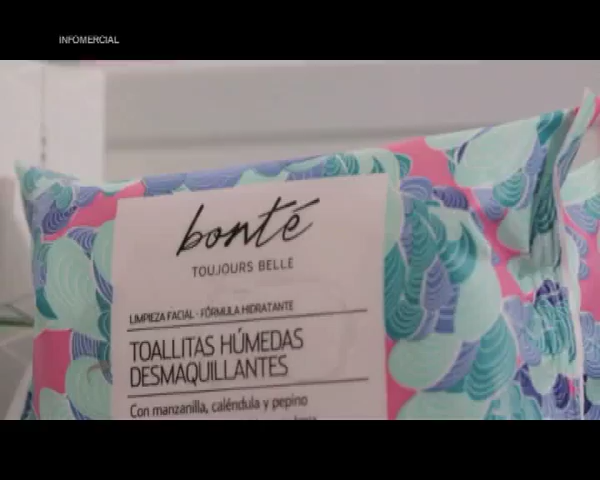 INFOMERCIAL
bonté
TOUJOURS BELLE
LIMPIEZA FACIAL · FÓRMULA HIDRATANTE
TOALLITAS HÚMEDAS
DESMAQUILLANTES
Con manzanilla, caléndula y pepino